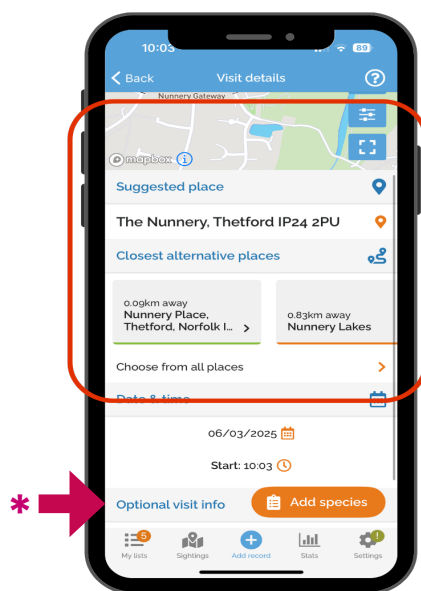 10:03
89
Back
Visit details
?
Nunnery Gateway
mapbox
i
Suggested place
The Nunnery, Thetford IP24 2PU
Closest alternative places
0.09km away
Nunnery Place,
Thetford, Norfolk I...
0.83km away
Nunnery Lakes
Choose from all places
Date & time
06/03/2025
Start: 10:03
*
Optional visit info
Add species
5
!
My lists
Sightings
Add record
Stats
Settings